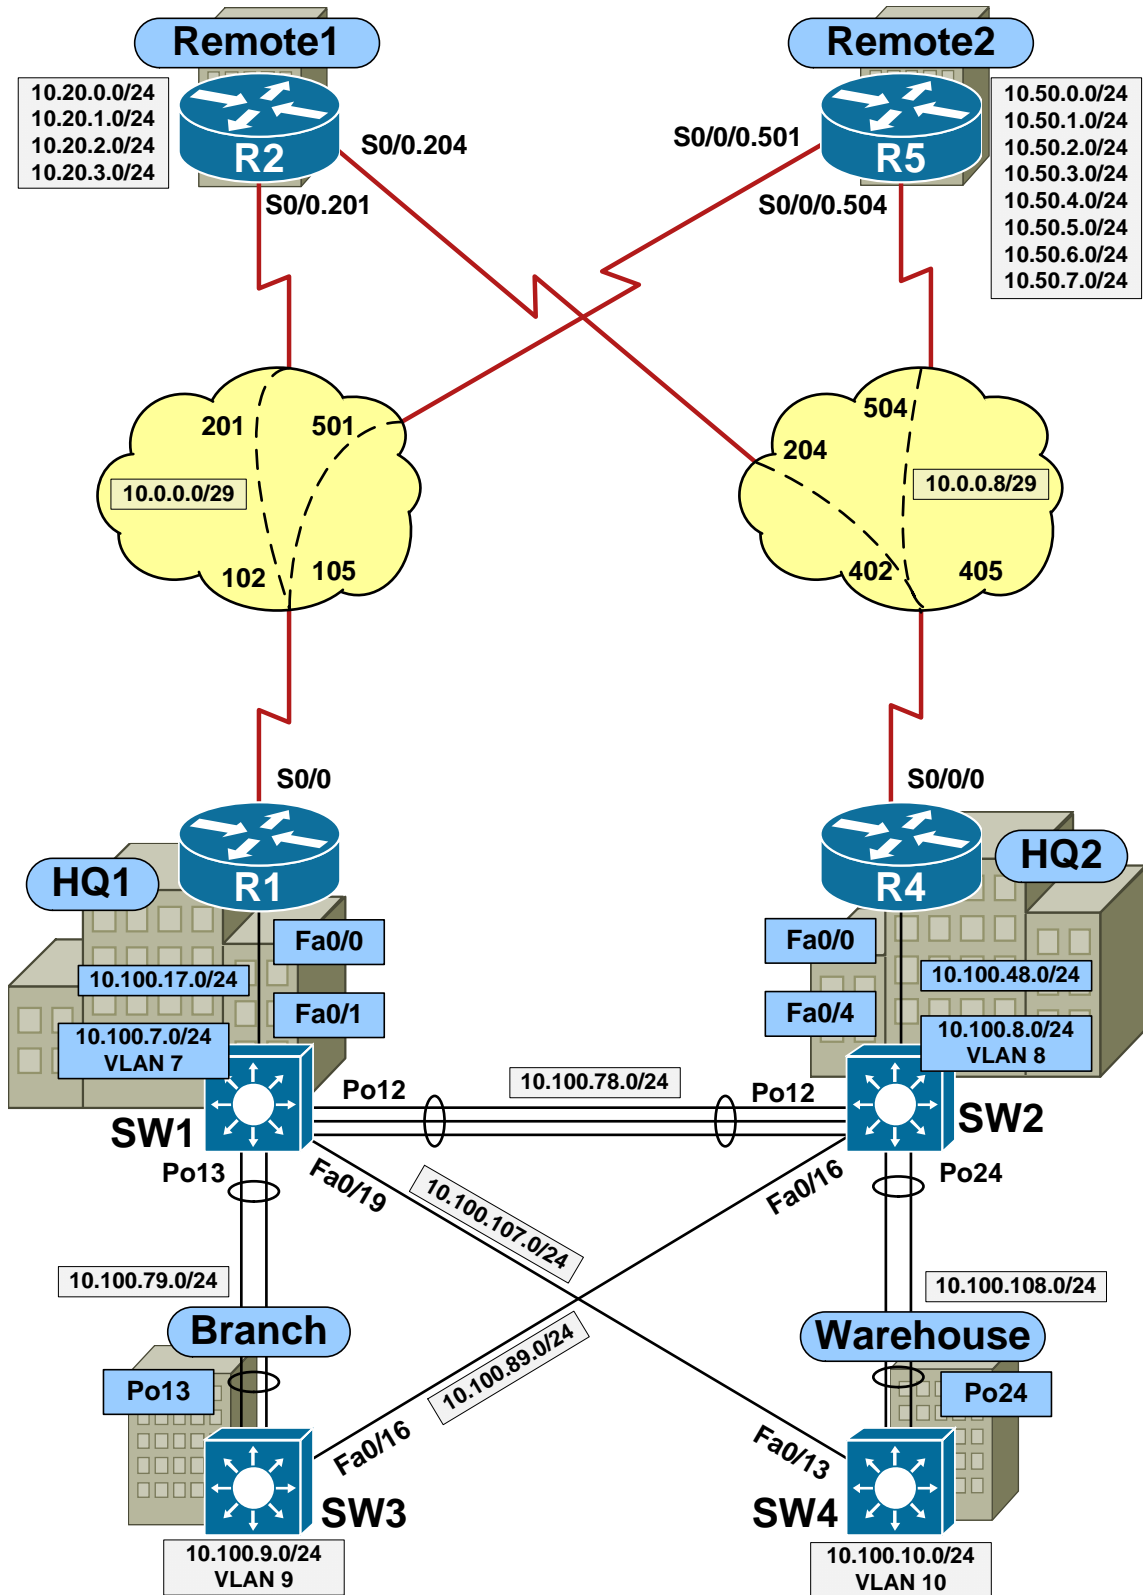 Remote1
Remote2
10.20.0.0/24
10.20.1.0/24
10.20.2.0/24
10.20.3.0/24
R2
S0/0.204
S0/0.201
S0/0/0.501
R5
S0/0/0.504
10.50.0.0/24
10.50.1.0/24
10.50.2.0/24
10.50.3.0/24
10.50.4.0/24
10.50.5.0/24
10.50.6.0/24
10.50.7.0/24
201
501
10.0.0.0/29
102
105
504
204
10.0.0.8/29
402
405
S0/0
S0/0/0
HQ1
R1
R4
HQ2
Fa0/0
10.100.17.0/24
Fa0/1
10.100.7.0/24
VLAN 7
Fa0/0
10.100.48.0/24
Fa0/4
10.100.8.0/24
VLAN 8
SW1
Po12
10.100.78.0/24
Po12
SW2
Po13
Fa0/19
10.100.107.0/24
Fa0/16
Po24
10.100.79.0/24
10.100.108.0/24
Branch
10.100.89.0/24
Warehouse
Po13
Po24
Fa0/16
Fa0/13
SW3
SW4
10.100.9.0/24
VLAN 9
10.100.10.0/24
VLAN 10